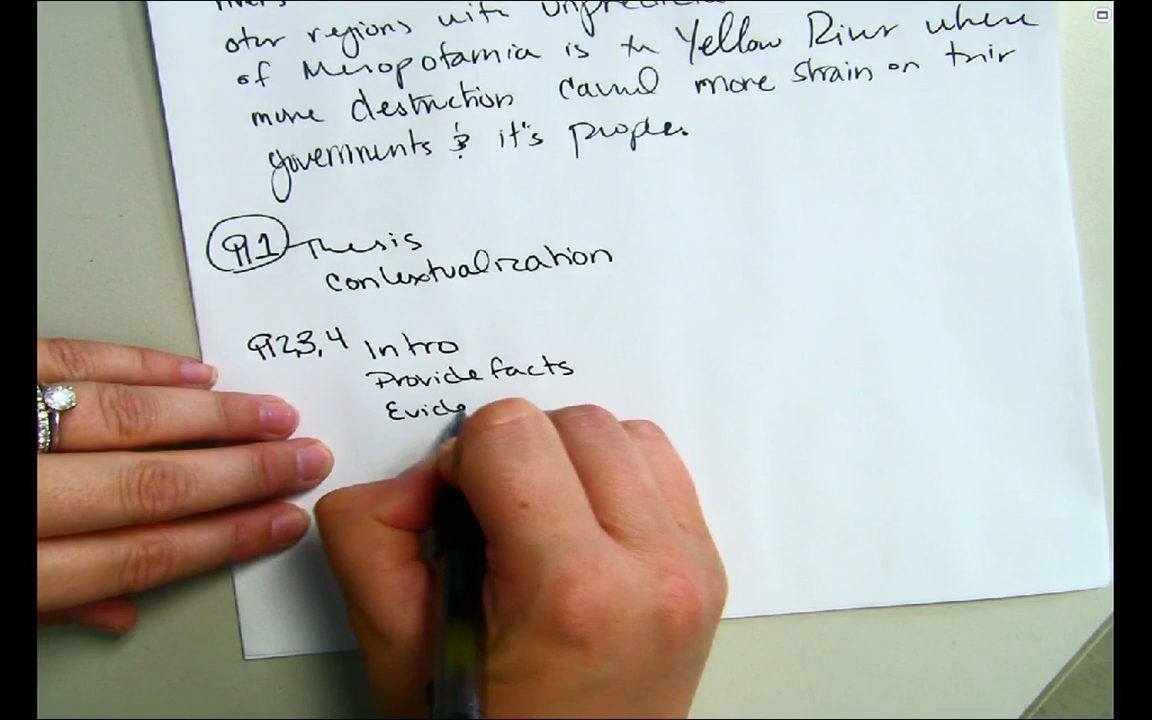 other regions with
of Mesopotamia is the Yellow River where
more destruction caused more strain on their
governments & it's people.
¶1 Thesis
contextualization
¶2,3,4 Intro
Provide facts
Evide